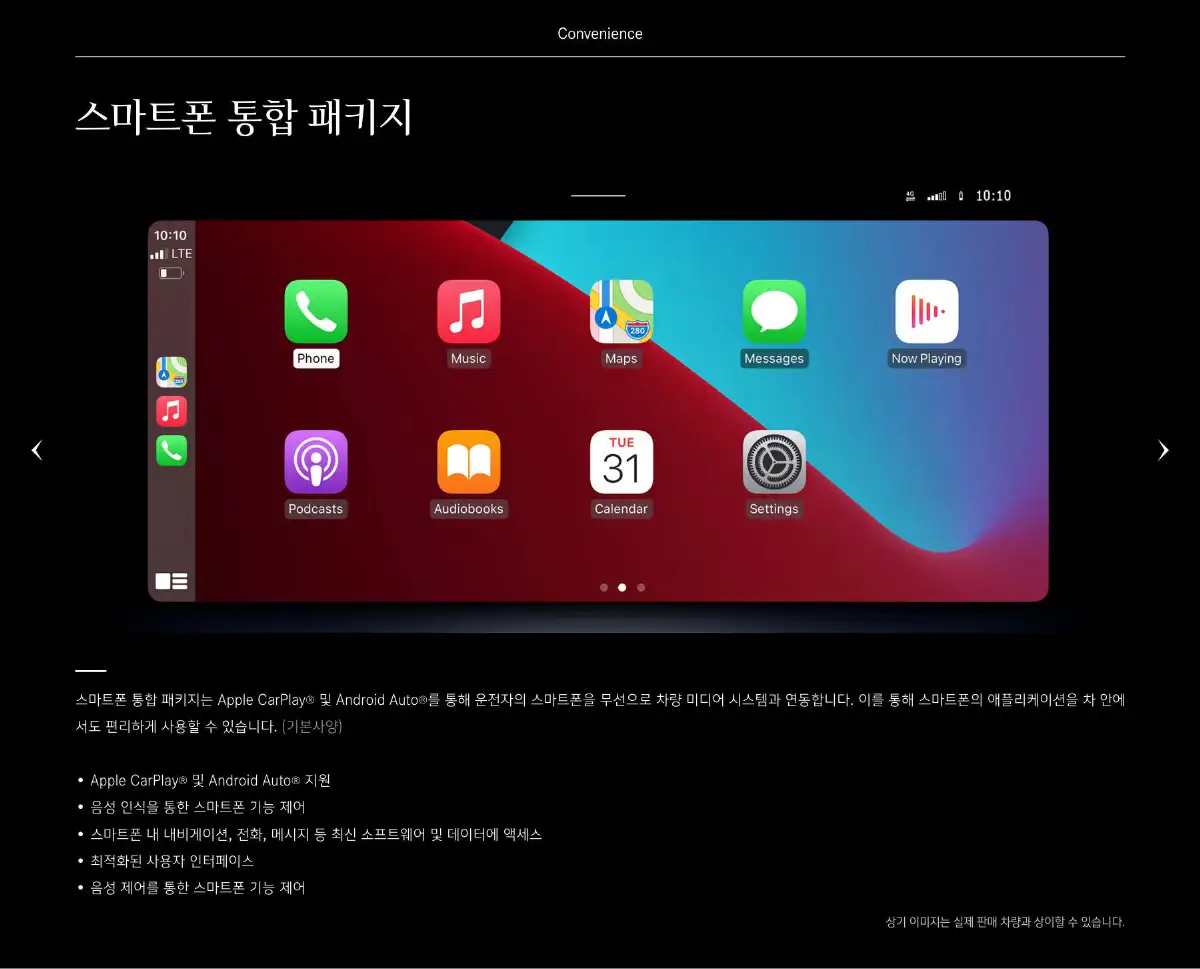 Convenience
스마트폰 통합 패키지
4G 10:10
10:10
LTE
280
Phone
Music
Maps
Messages
Now Playing
TUE
31
Podcasts
Audiobooks
Calendar
Settings
스마트폰 통합 패키지는 Apple CarPlay® 및 Android Auto®를 통해 운전자의 스마트폰을 무선으로 차량 미디어 시스템과 연동합니다. 이를 통해 스마트폰의 애플리케이션을 차 안에
서도 편리하게 사용할 수 있습니다. (기본사양)
• Apple CarPlay® 및 Android Auto® 지원
• 음성 인식을 통한 스마트폰 기능 제어
• 스마트폰 내 내비게이션, 전화, 메시지 등 최신 소프트웨어 및 데이터에 액세스
• 최적화된 사용자 인터페이스
• 음성 제어를 통한 스마트폰 기능 제어
상기 이미지는 실제 판매 차량과 상이할 수 있습니다.